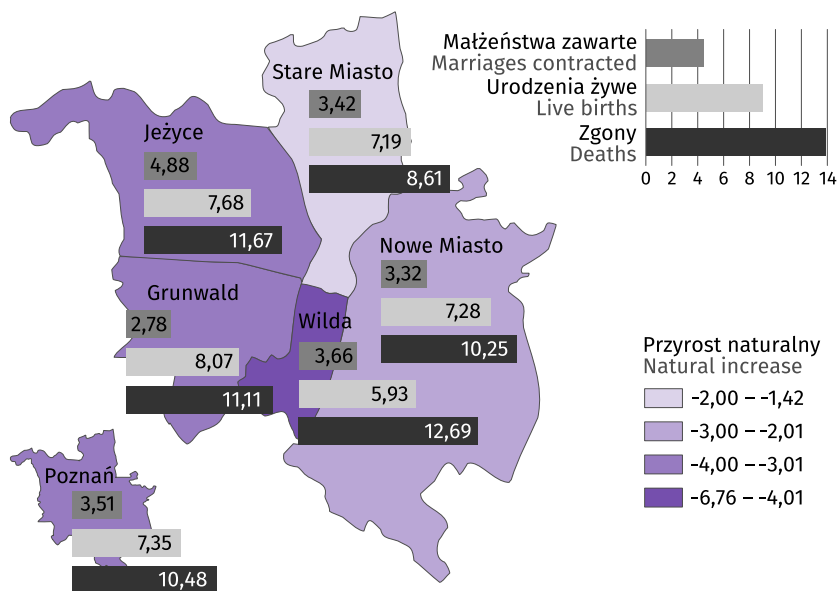 Małżeństwa zawarte
Marriages contracted
Urodzenia żywe
Live births
Zgony
Deaths
0 2 4 6 8 10 12 14
Stare Miasto
3,42
7,19
8,61
Jeżyce
4,88
7,68
11,67
Nowe Miasto
3,32
7,28
10,25
Grunwald
2,78
8,07
11,11
Wilda
3,66
5,93
12,69
Poznań
3,51
7,35
10,48
Przyrost naturalny
Natural increase
-2,00 – -1,42
-3,00 – -2,01
-4,00 – -3,01
-6,76 – -4,01